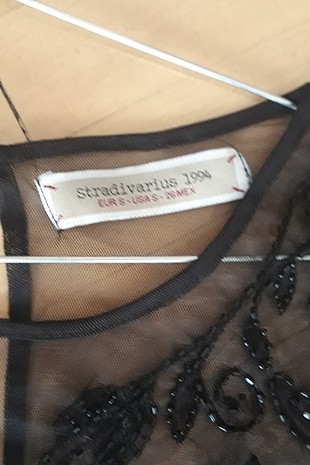 Stradivarius 1994
EUR S - USA S - 26 MEX